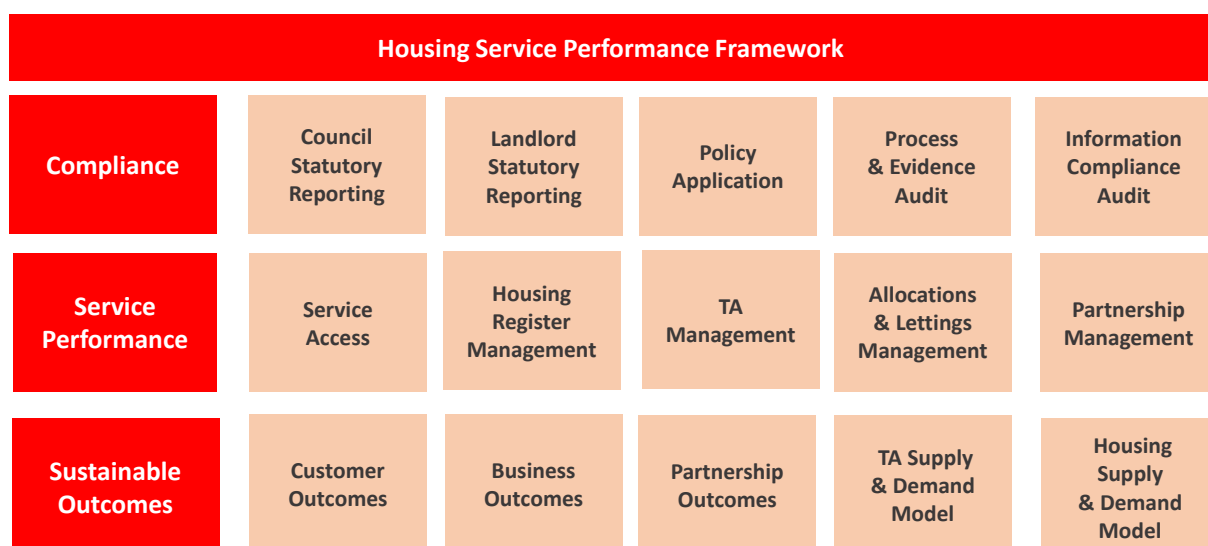 Housing Service Performance Framework
Compliance
Council
Statutory
Reporting
Landlord
Statutory
Reporting
Policy
Application
Process
& Evidence
Audit
Information
Compliance
Audit
Service
Performance
Service
Access
Housing
Register
Management
TA
Management
Allocations
& Lettings
Management
Partnership
Management
Sustainable
Outcomes
Customer
Outcomes
Business
Outcomes
Partnership
Outcomes
TA Supply
& Demand
Model
Housing
Supply
& Demand
Model